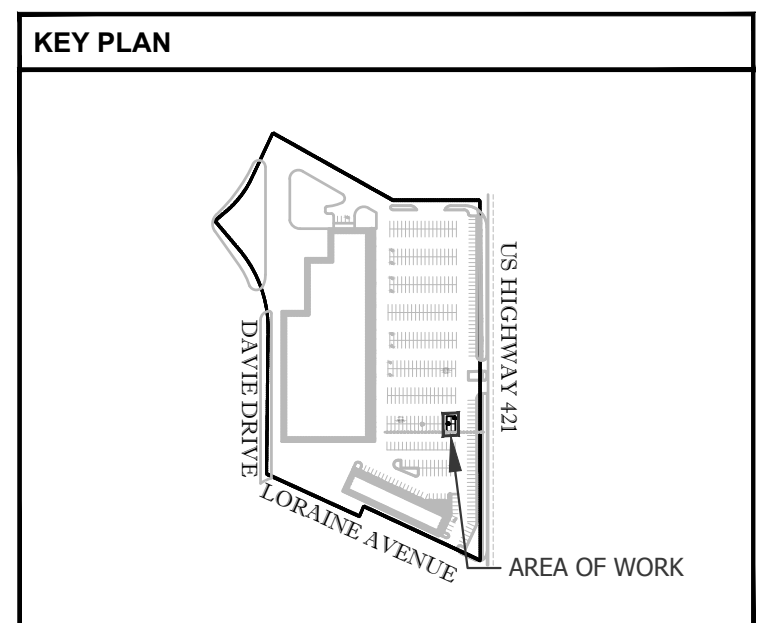 KEY PLAN
US HIGHWAY 421
DAVIE DRIVE
LORAINE AVENUE
AREA OF WORK